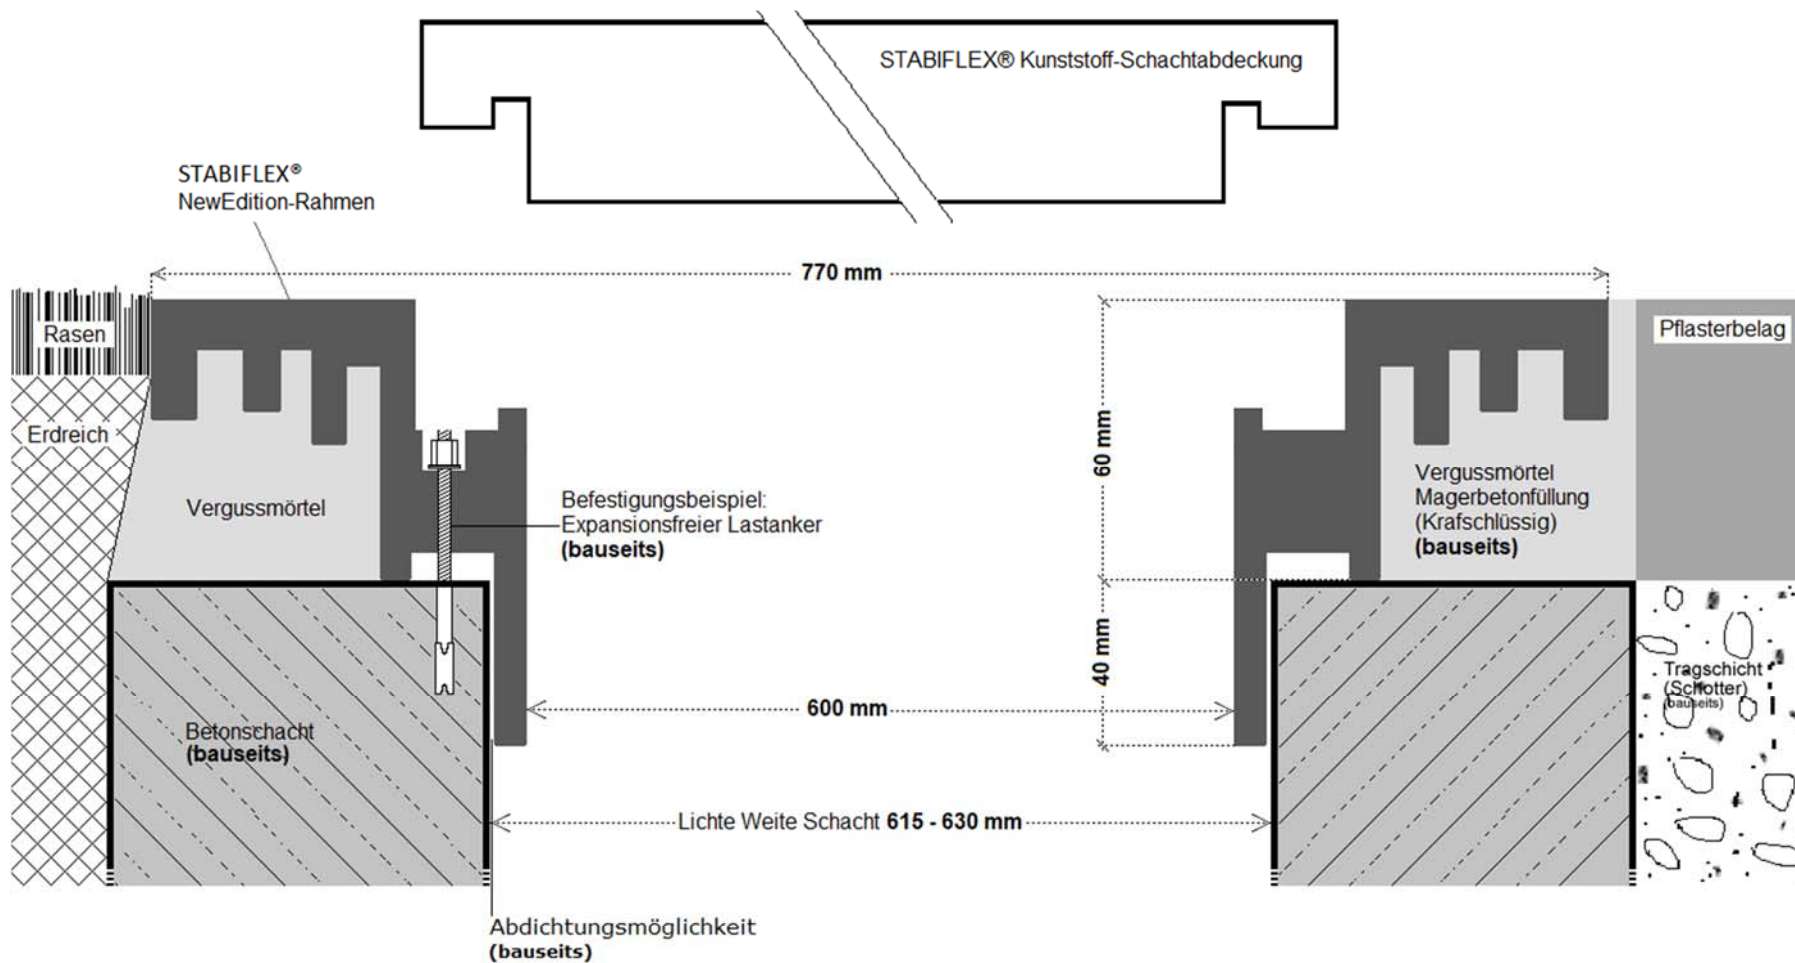 STABIFLEX® Kunststoff-Schachtabdeckung
STABIFLEX®
NewEdition-Rahmen
770 mm
Rasen
Pflasterbelag
Erdreich
60 mm
Vergussmörtel
Befestigungsbeispiel:
Expansionsfreier Lastanker
(bauseits)
Vergussmörtel
Magerbetonfüllung
(Krafschlüssig)
(bauseits)
40 mm
Tragschicht
(Schotter)
(bauseits)
600 mm
Betonschacht
(bauseits)
Lichte Weite Schacht 615 - 630 mm
Abdichtungsmöglichkeit
(bauseits)